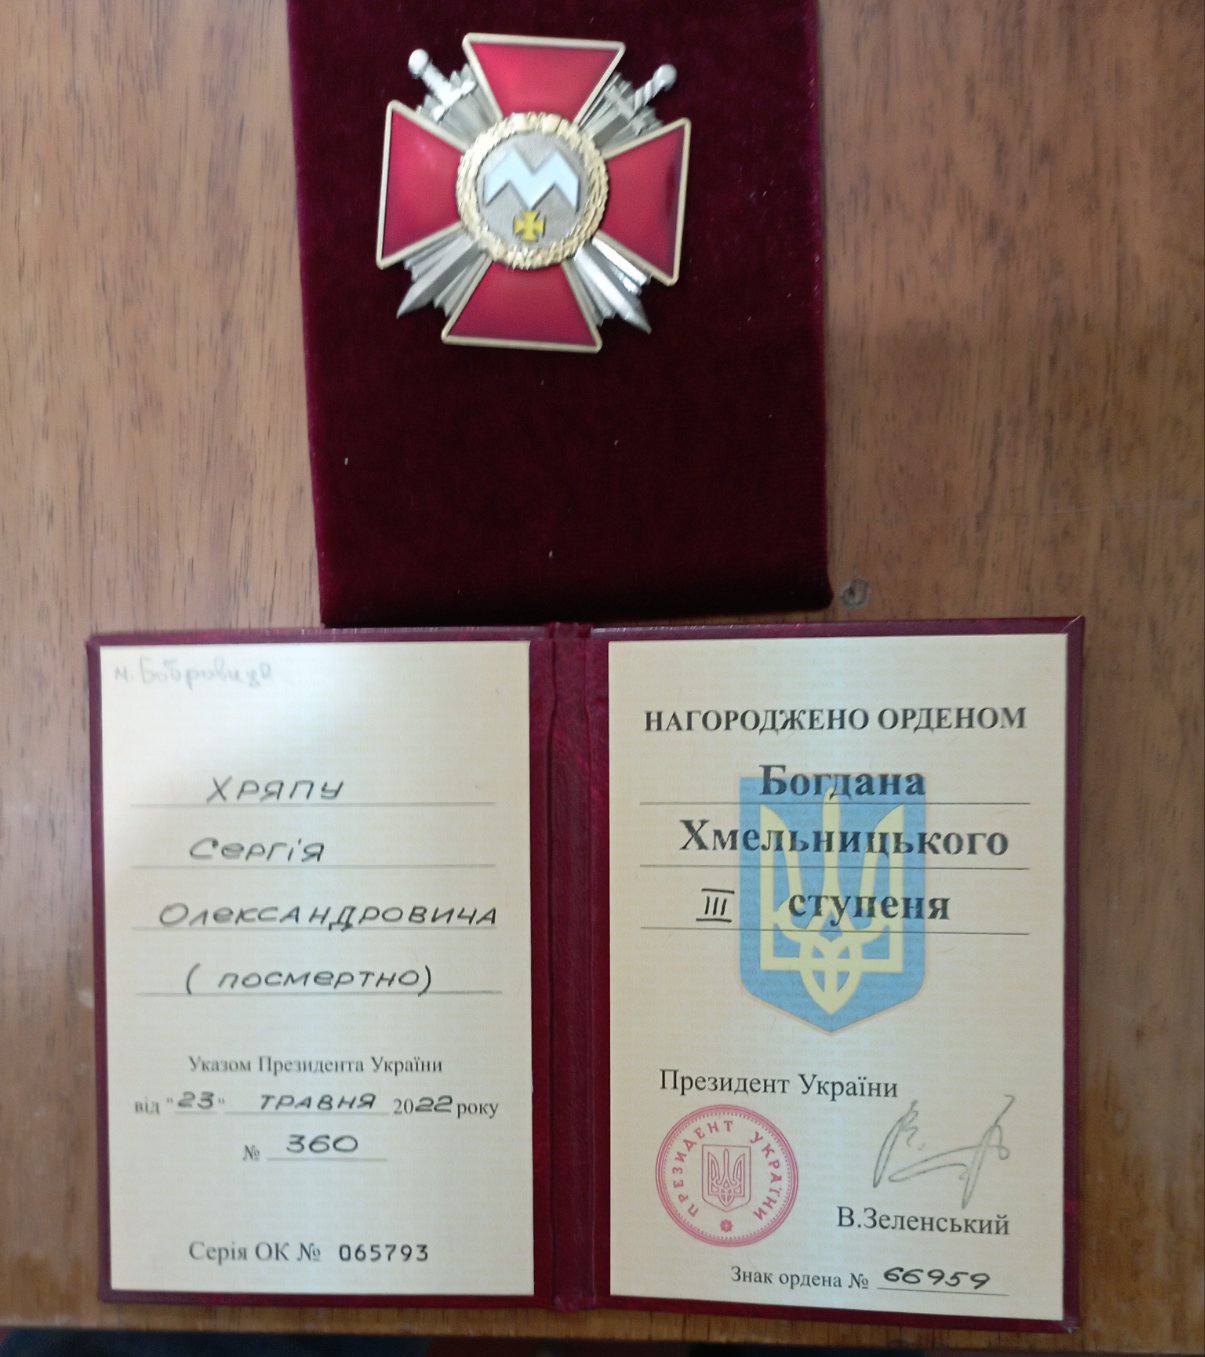 м. Бобровиця
ХРЯПУ
Сергія
Олександровича
(посмертно)
Указом Президента України
від "23" травня 2022 року
№ 360
Серія ОК № 065793
НАГОРОДЖЕНО ОРДЕНОМ
Богдана
Хмельницького
III ступеня
Президент України
ПРЕЗИДЕНТ УКРАЇНИ
В.Зеленський
Знак ордена № 66959